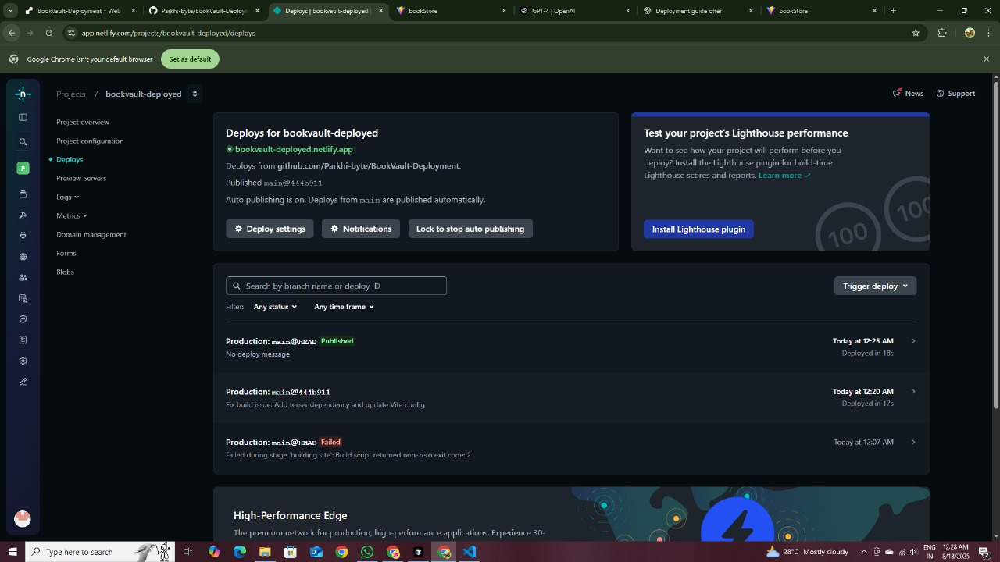 BookVault-Deployment - Web S
Parkhi-byte/BookVault-Deploym
Deploys | bookvault-deployed |
bookStore
GPT-4 | OpenAI
Deployment guide offer
bookStore
app.netlify.com/projects/bookvault-deployed/deploys
Google Chrome isn't your default browser
Set as default
Projects / bookvault-deployed
News
Support
Project overview
Project configuration
Deploys
Preview Servers
Logs
Metrics
Domain management
Forms
Blobs
P
Deploys for bookvault-deployed
bookvault-deployed.netlify.app
Deploys from github.com/Parkhi-byte/BookVault-Deployment.
Published main@444b911
Auto publishing is on. Deploys from main are published automatically.
Deploy settings
Notifications
Lock to stop auto publishing
Test your project's Lighthouse performance
Want to see how your project will perform before you
deploy? Install the Lighthouse plugin for build-time
Lighthouse scores and reports. Learn more ↗
Install Lighthouse plugin
100
100
Search by branch name or deploy ID
Trigger deploy
Filter: Any status Any time frame
Production: main@HEAD Published
No deploy message
Today at 12:25 AM
Deployed in 18s
Production: main@444b911
Fix build issue: Add terser dependency and update Vite config
Today at 12:20 AM
Deployed in 17s
Production: main@HEAD Failed
Failed during stage 'building site': Build script returned non-zero exit code: 2
Today at 12:07 AM
High-Performance Edge
The premium network for production, high-performance applications. Experience 30-
Type here to search
28°C Mostly cloudy
ENG
IN
12:28 AM
8/18/2025
2